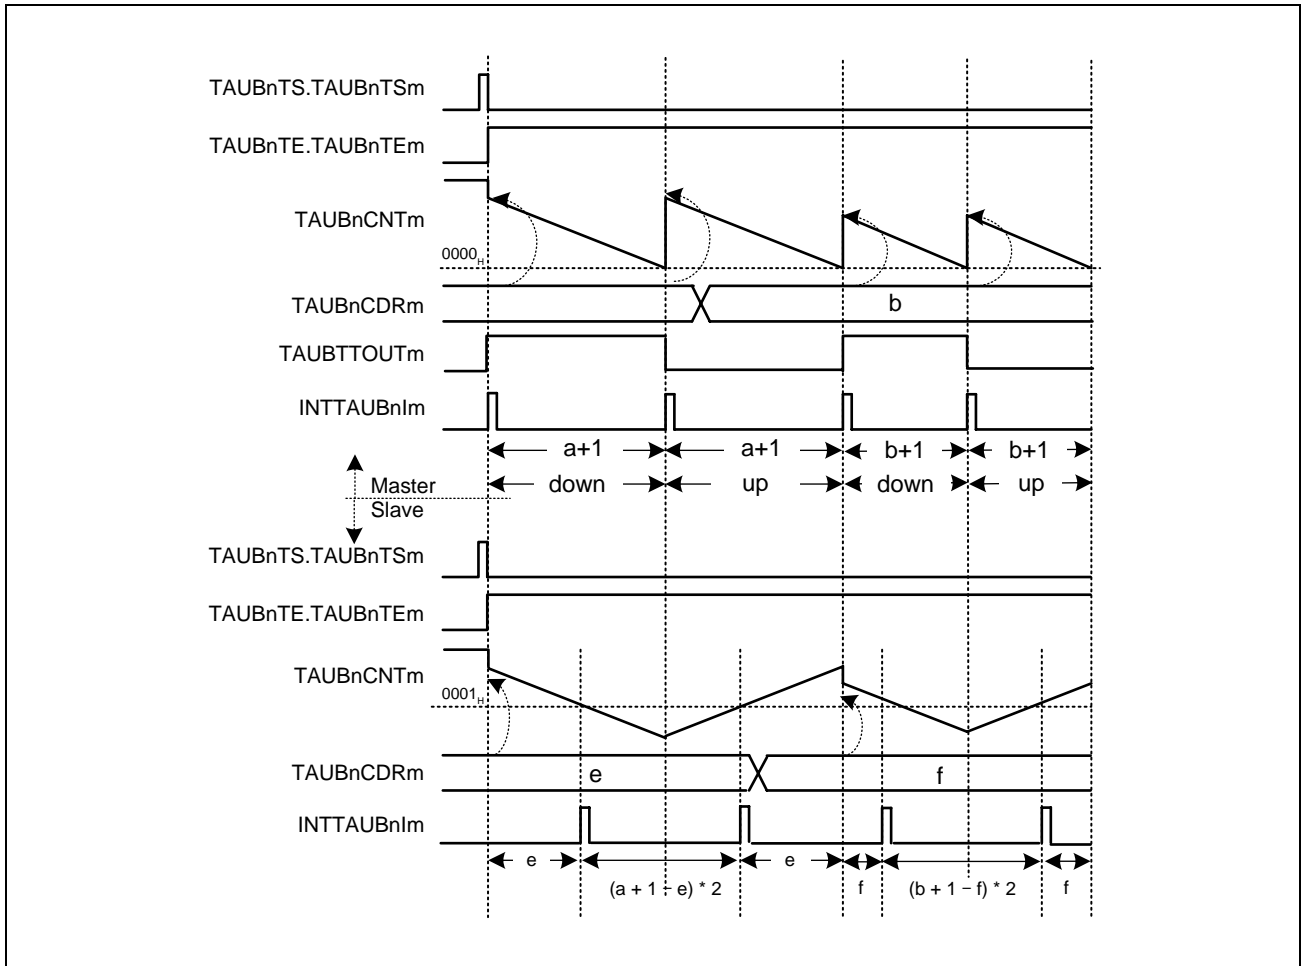 TAUBnTS.TAUBnTSm
TAUBnTE.TAUBnTEm
TAUBnCNTm
0000H
TAUBnCDRm
b
TAUBTTOUTm
INTTAUBnIm
a+1 a+1 b+1 b+1
Master down up down up
Slave
TAUBnTS.TAUBnTSm
TAUBnTE.TAUBnTEm
TAUBnCNTm
0001H
TAUBnCDRm
e f
INTTAUBnIm
e e
(a + 1 – e) * 2 f (b + 1 – f) * 2 f